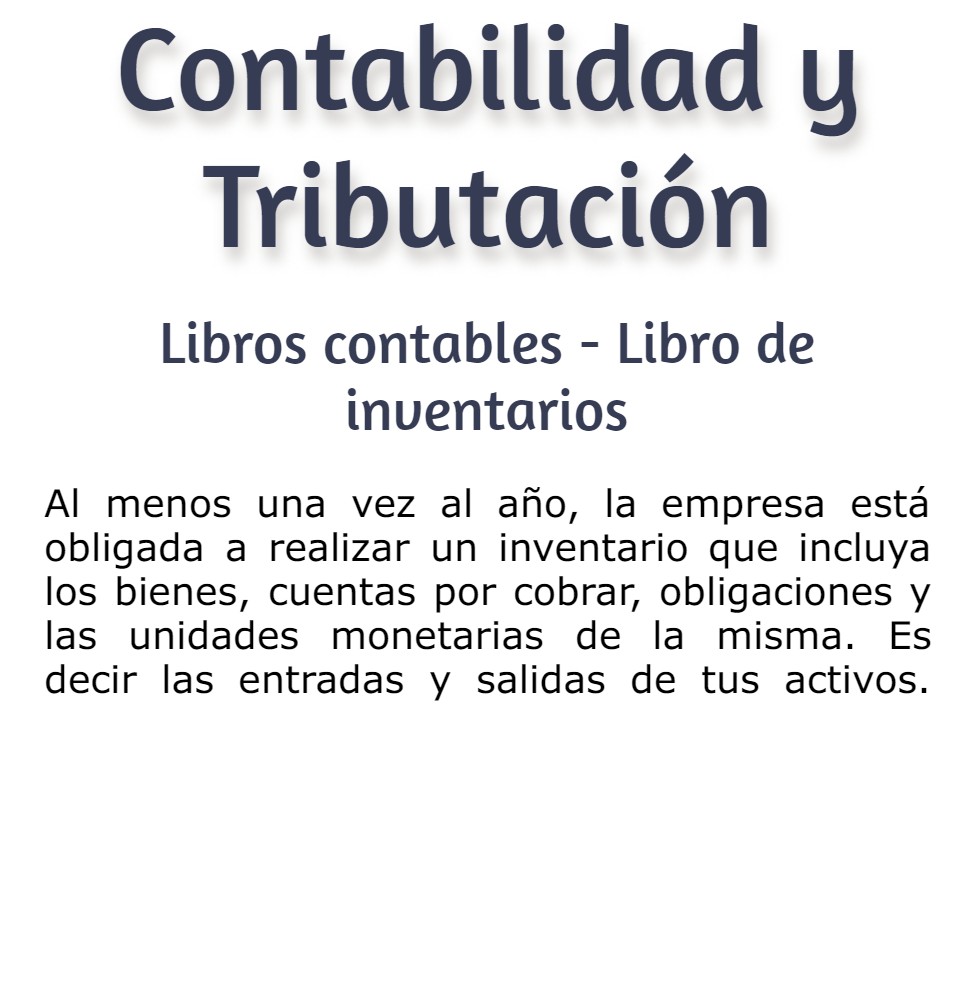 Contabilidad y
Tributación
Libros contables - Libro de
inventarios
Al menos una vez al año, la empresa está
obligada a realizar un inventario que incluya
los bienes, cuentas por cobrar, obligaciones y
las unidades monetarias de la misma. Es
decir las entradas y salidas de tus activos.